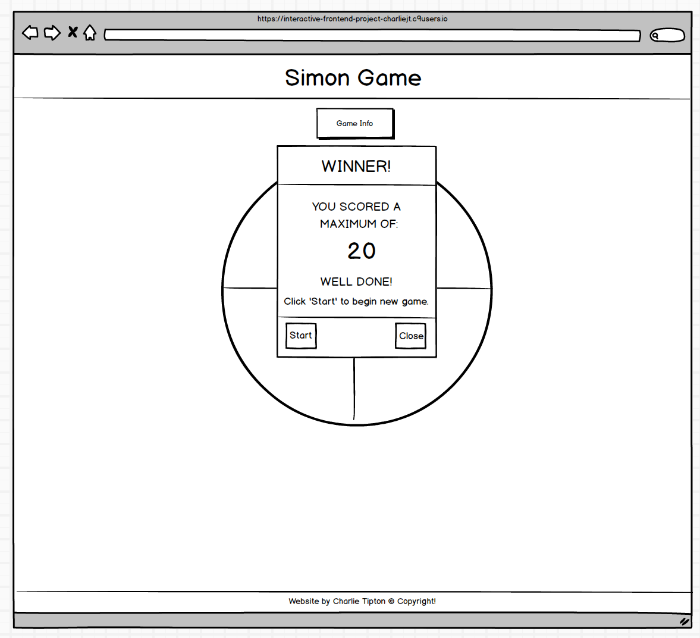 https://interactive-frontend-project-charliejt.c9users.io
Simon Game
Game Info
WINNER!
YOU SCORED A
MAXIMUM OF:
20
WELL DONE!
Click 'Start' to begin new game.
Start
Close
Website by Charlie Tipton © Copyright!